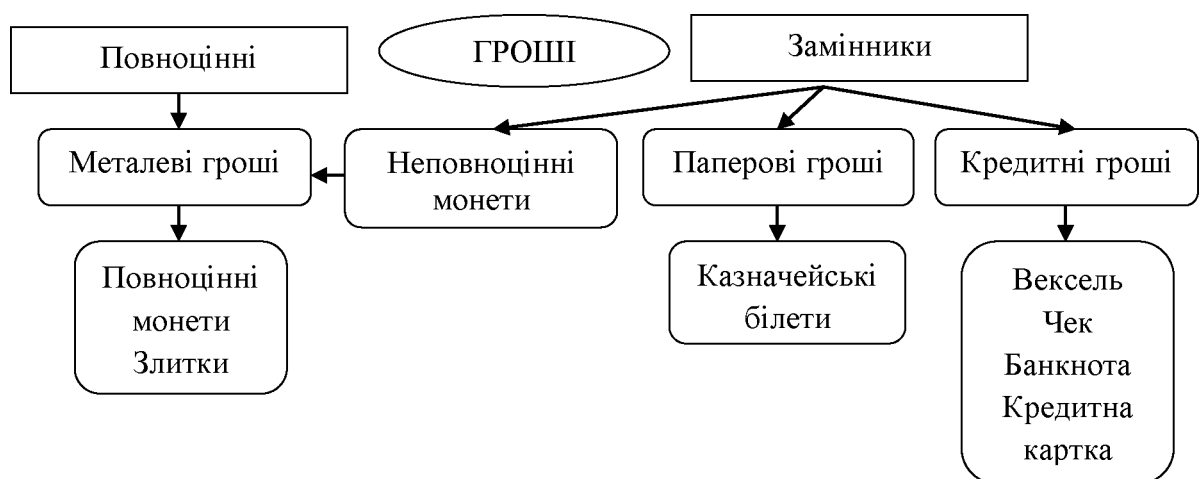 Повноцінні
ГРОШІ
Замінники
Металеві гроші
Неповноцінні
монети
Паперові гроші
Кредитні гроші
Повноцінні
монети
Злитки
Казначейські
білети
Вексель
Чек
Банкнота
Кредитна
картка